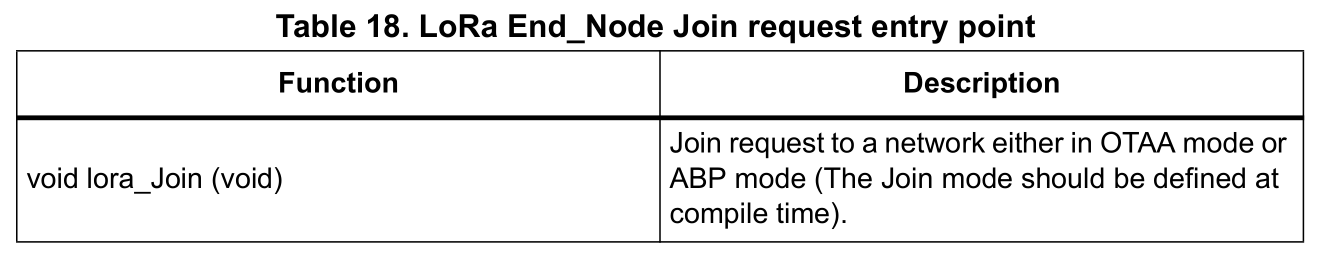 Table 18. LoRa End_Node Join request entry point
Function
Description
void lora_Join (void)
Join request to a network either in OTAA mode or
ABP mode (The Join mode should be defined at
compile time).